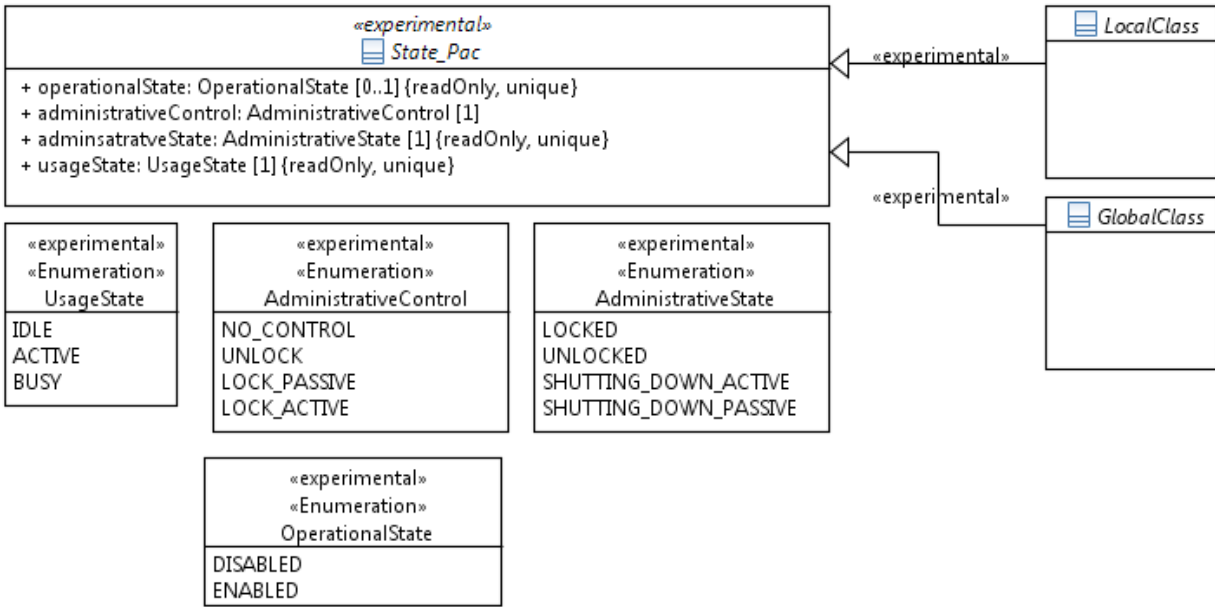 «experimental»
State_Pac
+ operationalState: OperationalState [0..1] {readOnly, unique}
+ administrativeControl: AdministrativeControl [1]
+ adminsatratveState: AdministrativeState [1] {readOnly, unique}
+ usageState: UsageState [1] {readOnly, unique}
«experimental»
LocalClass
«experimental»
GlobalClass
«experimental»
«Enumeration»
UsageState
IDLE
ACTIVE
BUSY
«experimental»
«Enumeration»
AdministrativeControl
NO_CONTROL
UNLOCK
LOCK_PASSIVE
LOCK_ACTIVE
«experimental»
«Enumeration»
AdministrativeState
LOCKED
UNLOCKED
SHUTTING_DOWN_ACTIVE
SHUTTING_DOWN_PASSIVE
«experimental»
«Enumeration»
OperationalState
DISABLED
ENABLED